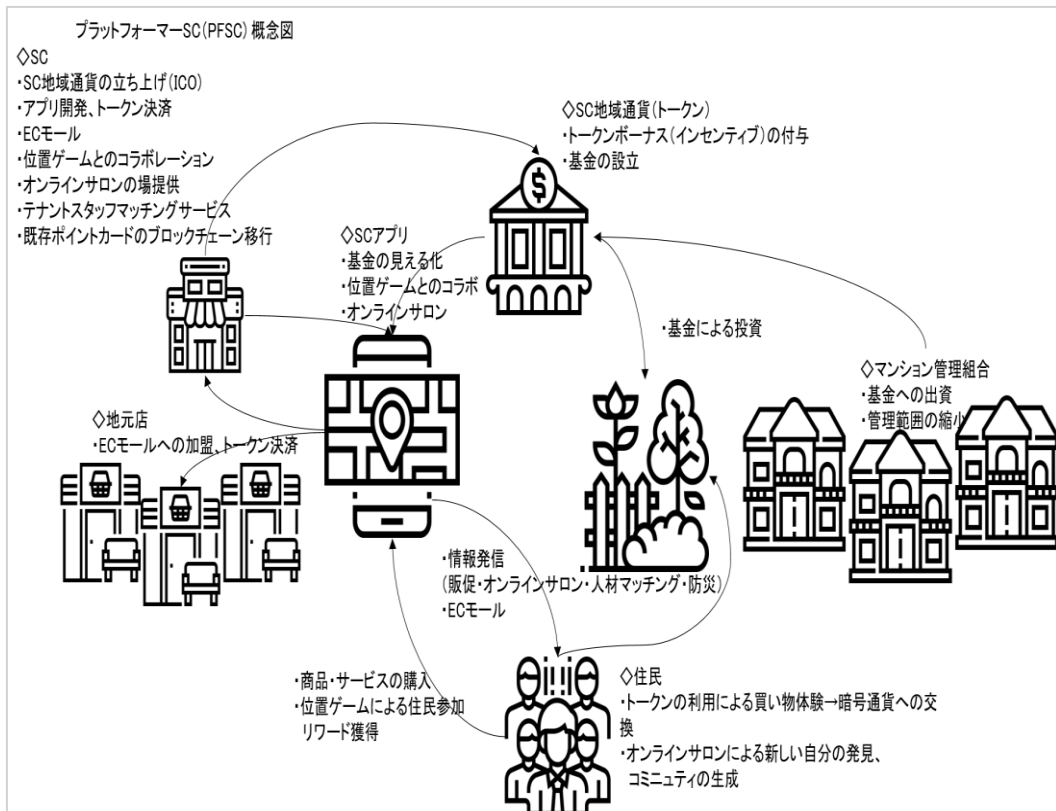 プラットフォーマーSC(PFSC) 概念図
◇SC
・SC地域通貨の立ち上げ(ICO)
・アプリ開発、トークン決済
・ECモール
・位置ゲームとのコラボレーション
・オンラインサロンの場提供
・テナントスタッフマッチングサービス
・既存ポイントカードのブロックチェーン移行
◇SC地域通貨(トークン)
・トークンボーナス(インセンティブ)の付与
・基金の設立
$
◇SCアプリ
・基金の見える化
・位置ゲームとのコラボ
・オンラインサロン
・基金による投資
◇マンション管理組合
・基金への出資
・管理範囲の縮小
◇地元店
・ECモールへの加盟、トークン決済
・情報発信
(販促・オンラインサロン・人材マッチング・防災)
・ECモール
・商品・サービスの購入
・位置ゲームによる住民参加
リワード獲得
◇住民
・トークンの利用による買い物体験→暗号通貨への交
換
・オンラインサロンによる新しい自分の発見、
コミニュティの生成